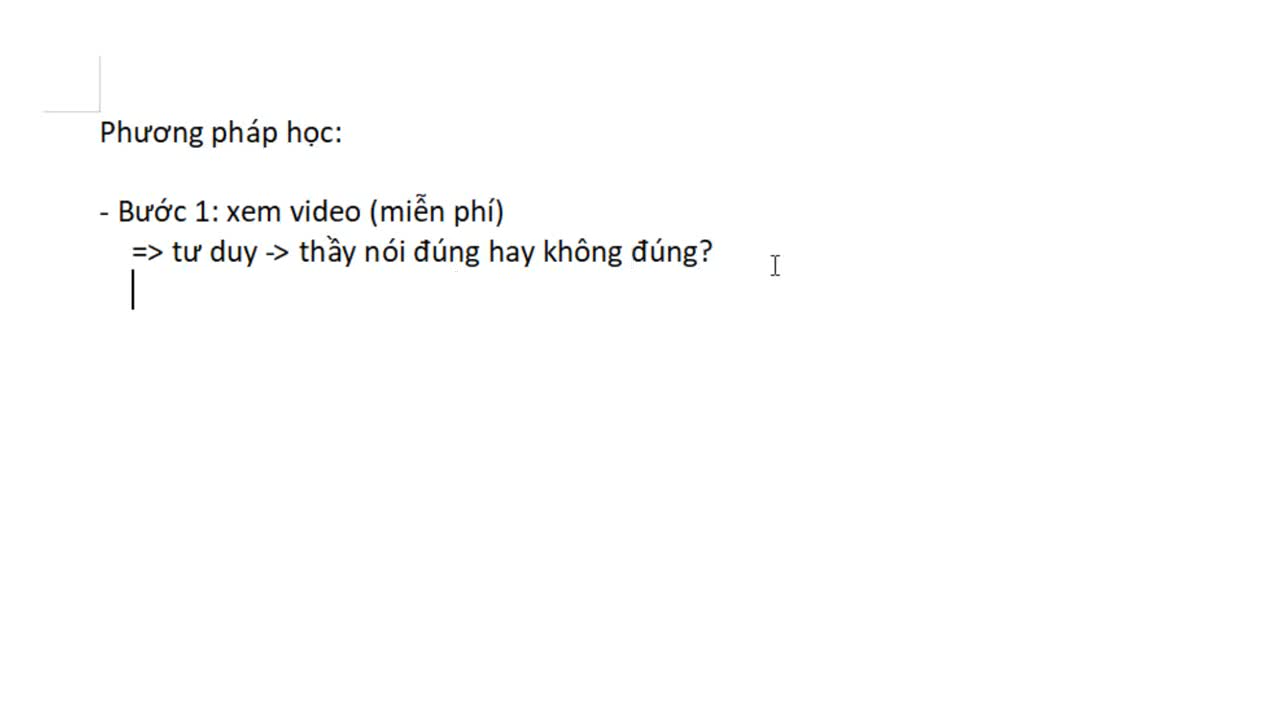 Phương pháp học:
- Bước 1: xem video (miễn phí)
=> tư duy -> thầy nói đúng hay không đúng?